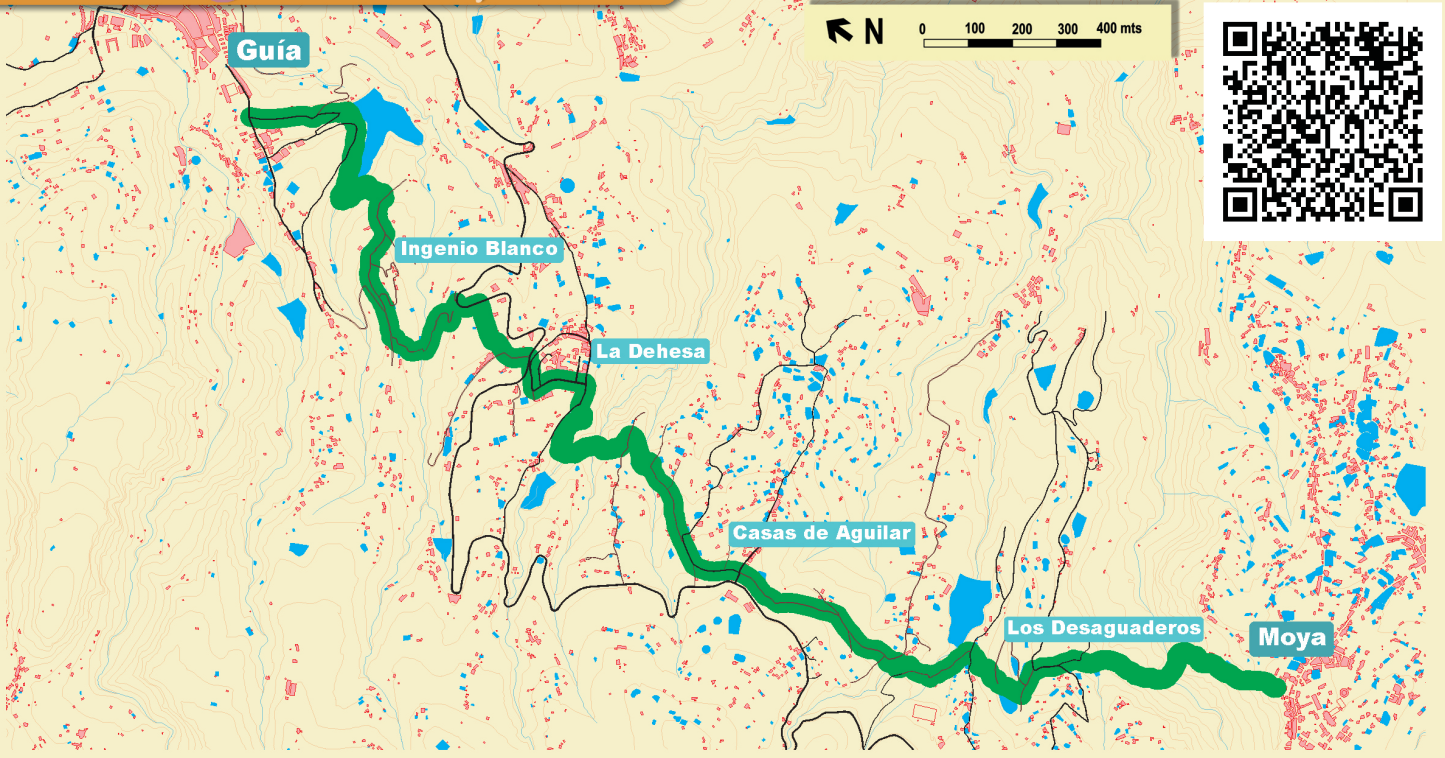 Guía
N
0 100 200 300 400 mts
Ingenio Blanco
La Dehesa
Casas de Aguilar
Los Desaguaderos
Moya